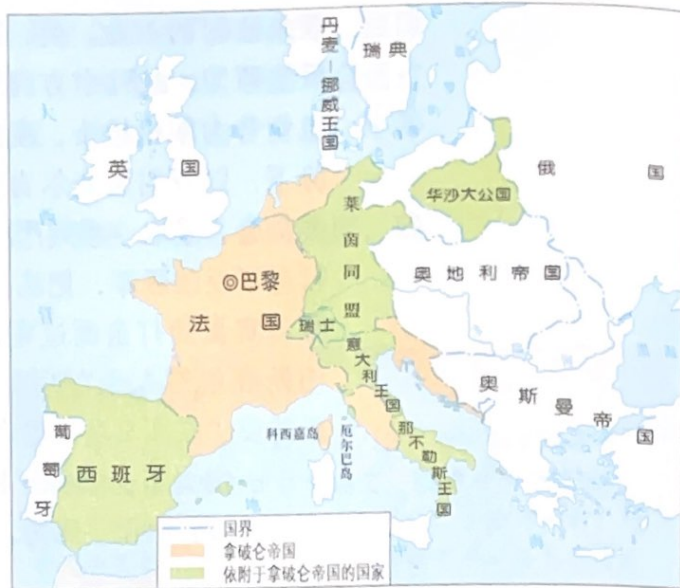 丹麦－挪威王国
瑞典
英国
俄国
华沙大公国
莱茵同盟
奥地利帝国
◎巴黎
法国
瑞士
意大利王国
奥斯曼帝国
那不勒斯王国
科西嘉岛
厄尔巴岛
葡萄牙
西班牙
国界
拿破仑帝国
依附于拿破仑帝国的国家